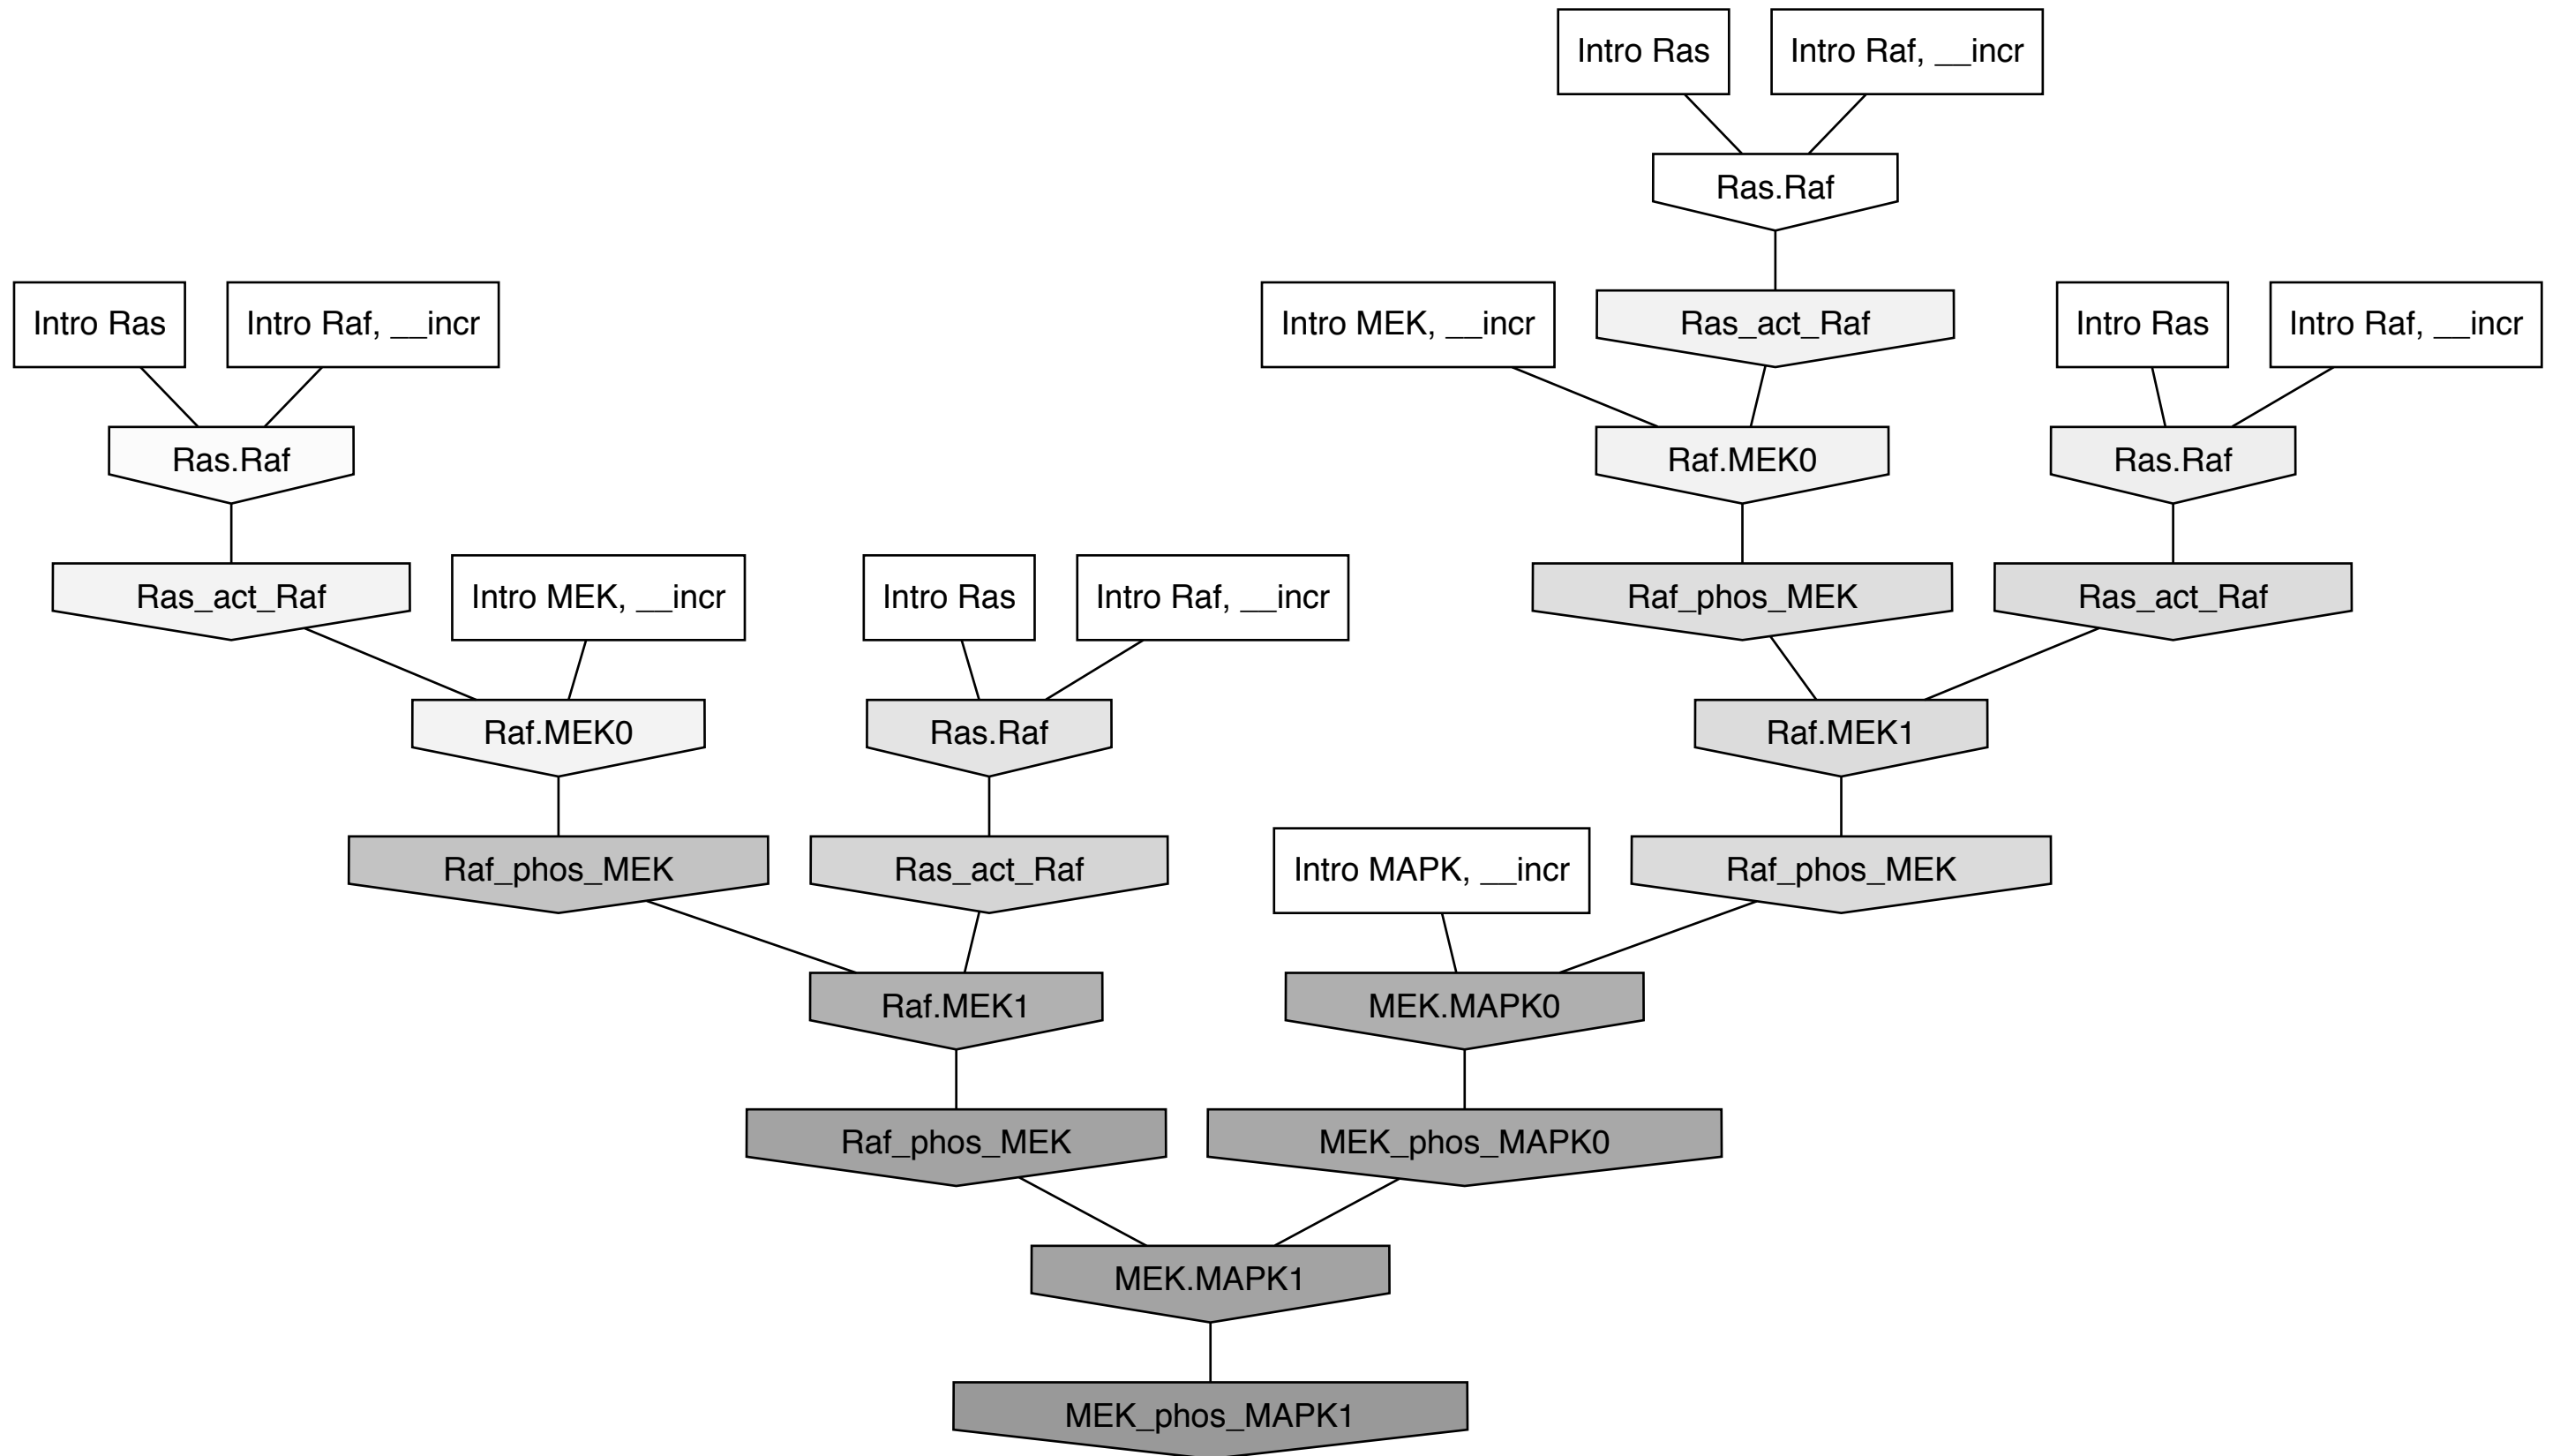 Intro Ras
Intro Raf, __incr
Ras.Raf
Intro Ras
Intro Raf, __incr
Intro MEK, __incr
Ras_act_Raf
Intro Ras
Intro Raf, __incr
Ras.Raf
Raf.MEK0
Ras.Raf
Ras_act_Raf
Intro MEK, __incr
Intro Ras
Intro Raf, __incr
Raf_phos_MEK
Ras_act_Raf
Raf.MEK0
Ras.Raf
Raf.MEK1
Raf_phos_MEK
Ras_act_Raf
Intro MAPK, __incr
Raf_phos_MEK
Raf.MEK1
MEK.MAPK0
Raf_phos_MEK
MEK_phos_MAPK0
MEK.MAPK1
MEK_phos_MAPK1